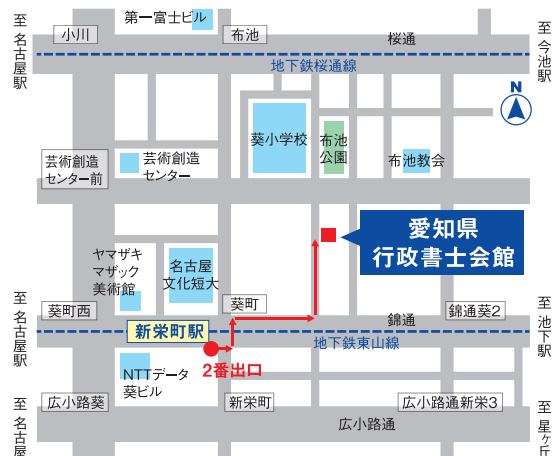 第一富士ビル
至 名古屋駅
小川
布池
桜通
至 今池駅
地下鉄桜通線
N
葵小学校
布池
公園
芸術創造
センター前
芸術創造
センター
布池教会
愛知県
行政書士会館
ヤマザキ
マザック
美術館
名古屋
文化短大
至 名古屋駅
葵町西
葵町
錦通
錦通葵2
至 池下駅
新栄町駅
地下鉄東山線
2番出口
NTTデータ
葵ビル
至 名古屋
広小路葵
新栄町
広小路通新栄3
広小路通
至 星ヶ丘